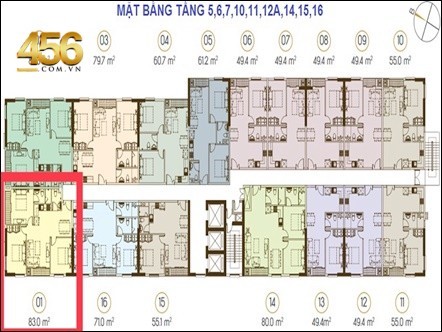 MẶT BẰNG TẦNG 5,6,7,10,11,12A,14,15,16
456
.COM.VN
03
79.7 m²
04
60.7 m²
05
61.2 m²
06
49.4 m²
07
49.4 m²
08
49.4 m²
09
49.4 m²
10
55.0 m²
01
83.0 m²
16
71.0 m²
15
55.1 m²
14
80.0 m²
13
49.4 m²
12
49.4 m²
11
55.0 m²